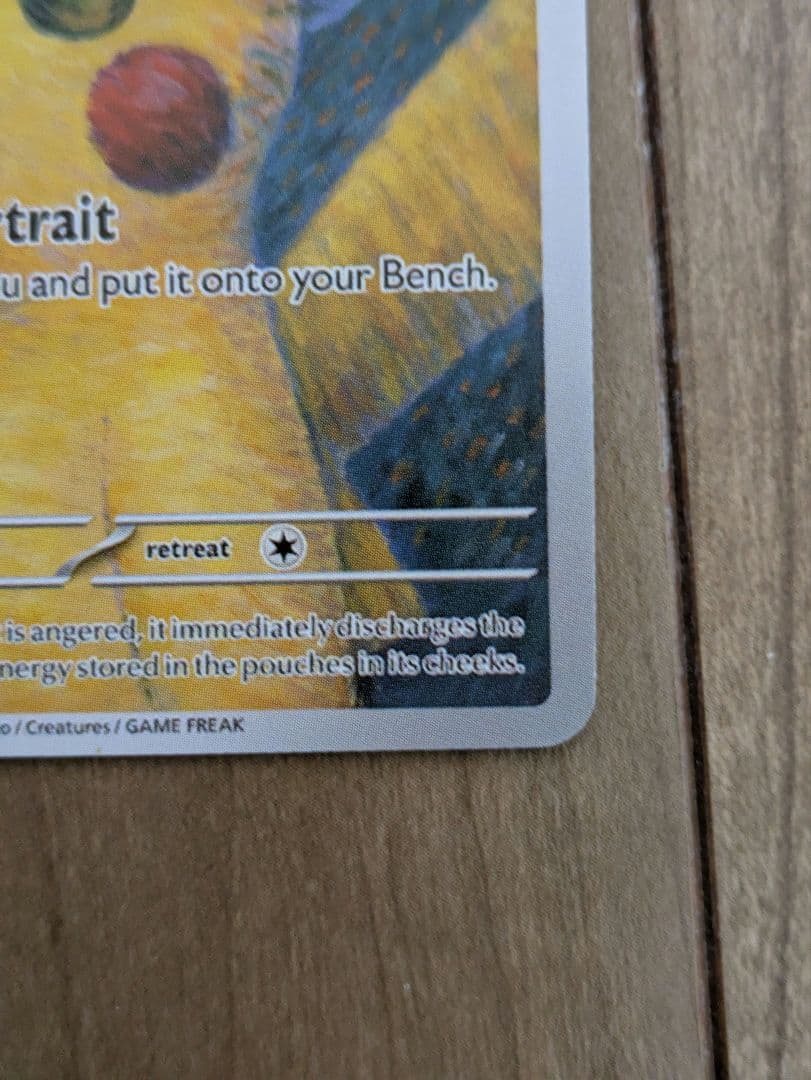 trait
u and put it onto your Bench.
retreat
is angered, it immediately discharges the
nergy stored in the pouches in its cheeks.
o / Creatures / GAME FREAK